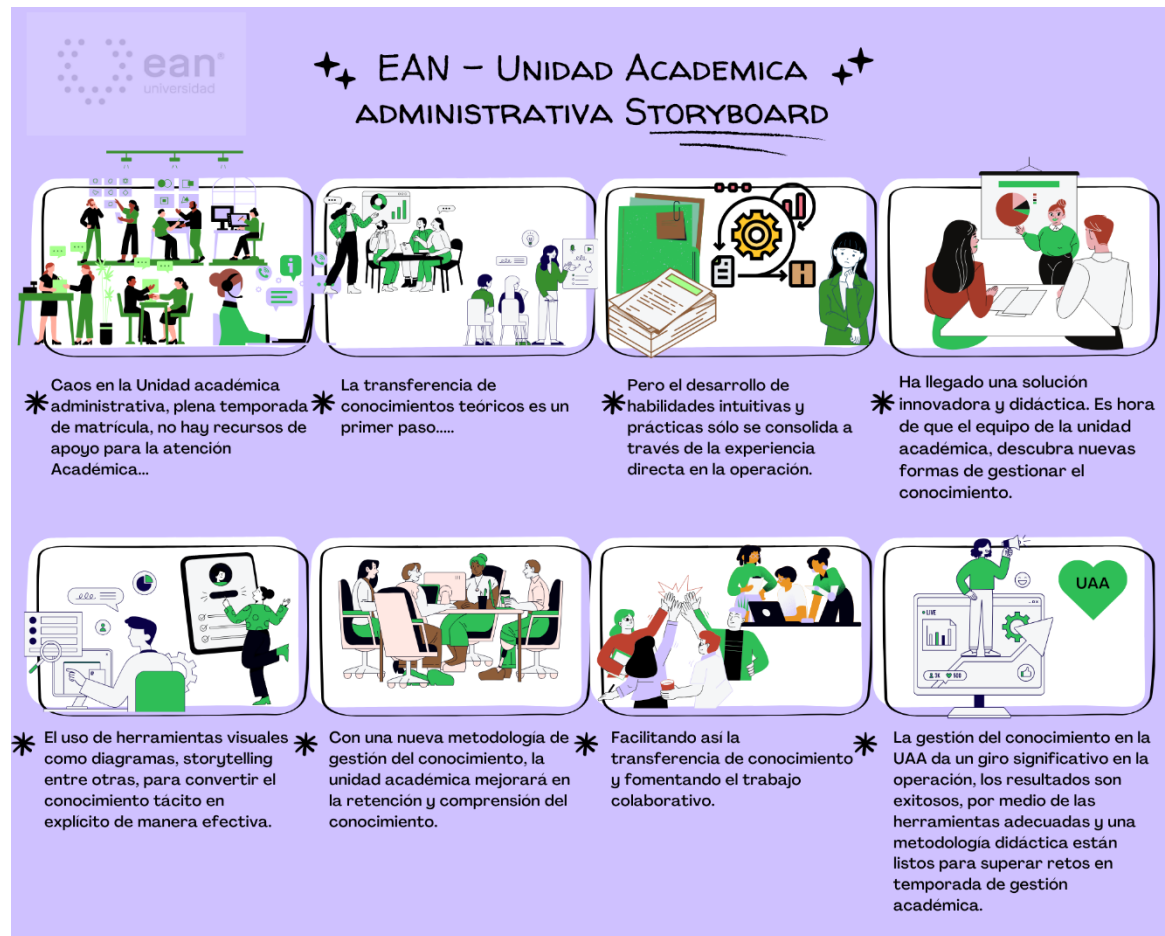 ean®
universidad
EAN – Unidad Academica
administrativa Storyboard
Caos en la Unidad académica
administrativa, plena temporada
de matrícula, no hay recursos de
apoyo para la atención
Académica...
La transferencia de
conocimientos teóricos es un
primer paso.....
Pero el desarrollo de
habilidades intuitivas y
prácticas sólo se consolida a
través de la experiencia
directa en la operación.
Ha llegado una solución
innovadora y didáctica. Es hora
de que el equipo de la unidad
académica, descubra nuevas
formas de gestionar el
conocimiento.
El uso de herramientas visuales
como diagramas, storytelling
entre otras, para convertir el
conocimiento tácito en
explícito de manera efectiva.
Con una nueva metodología de
gestión del conocimiento, la
unidad académica mejorará en
la retención y comprensión del
conocimiento.
Facilitando así la
transferencia de conocimiento
y fomentando el trabajo
colaborativo.
UAA
LIVE
La gestión del conocimiento en la
UAA da un giro significativo en la
operación, los resultados son
exitosos, por medio de las
herramientas adecuadas y una
metodología didáctica están
listos para superar retos en
temporada de gestión
académica.